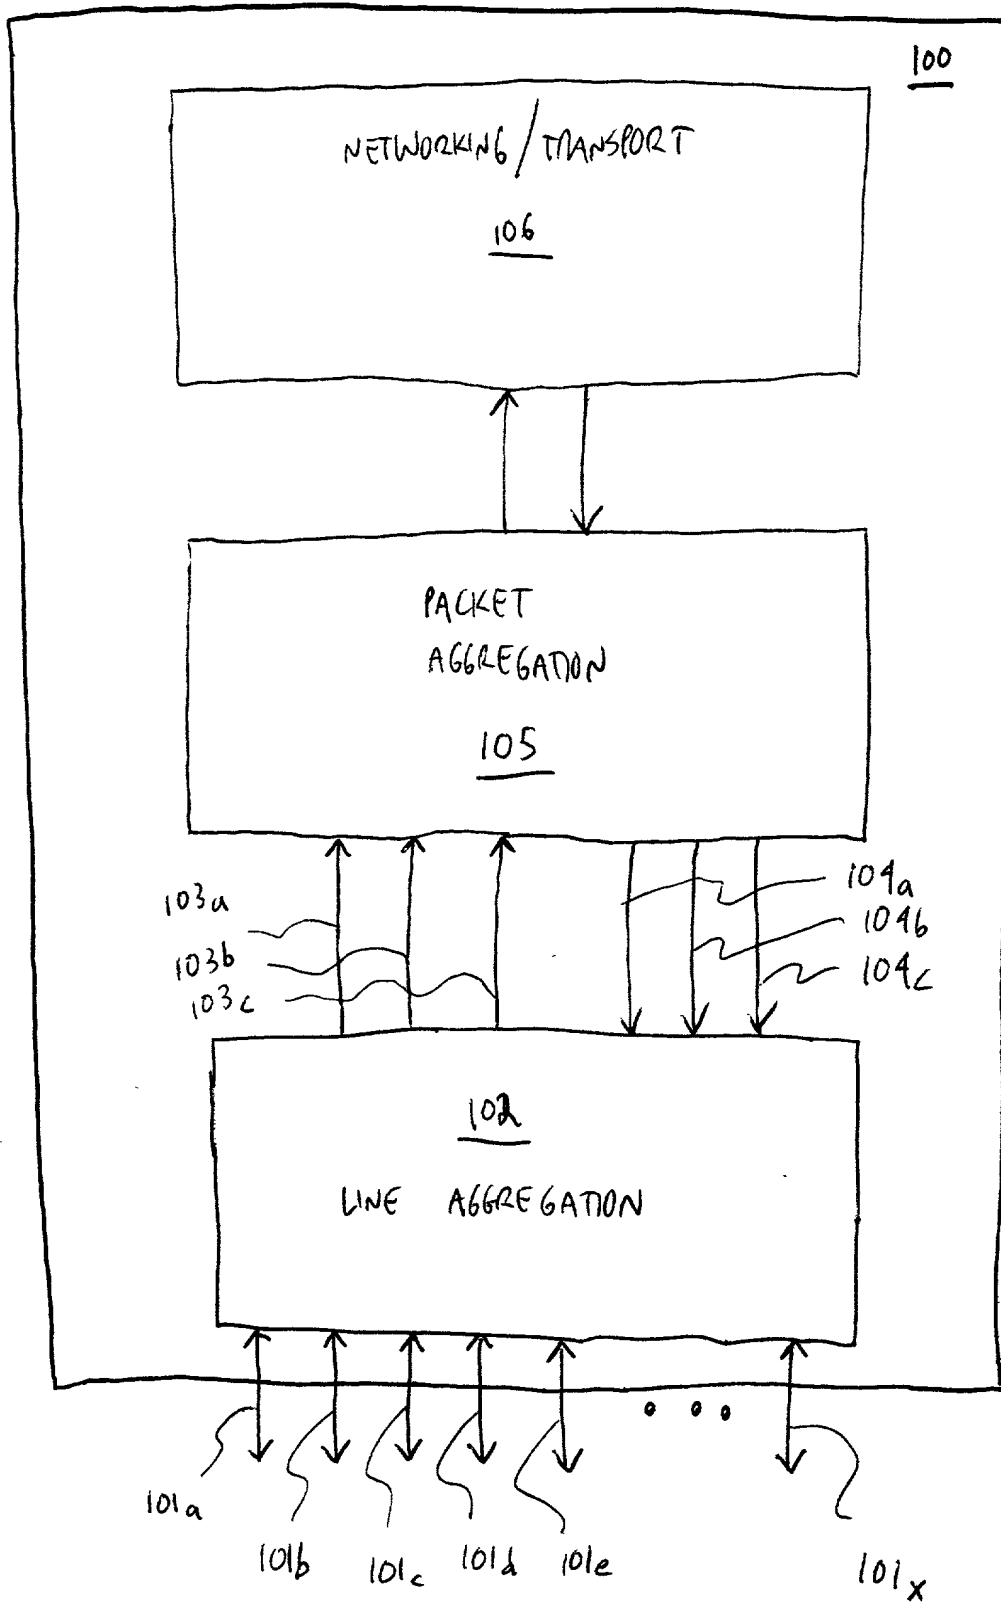 100
NETWORKING/TRANSPORT
106
PACKET
AGGREGATION
105
103a
103b
103c
104a
104b
104c
102
LINE AGGREGATION
101a
101b
101c
101d
101e
101x